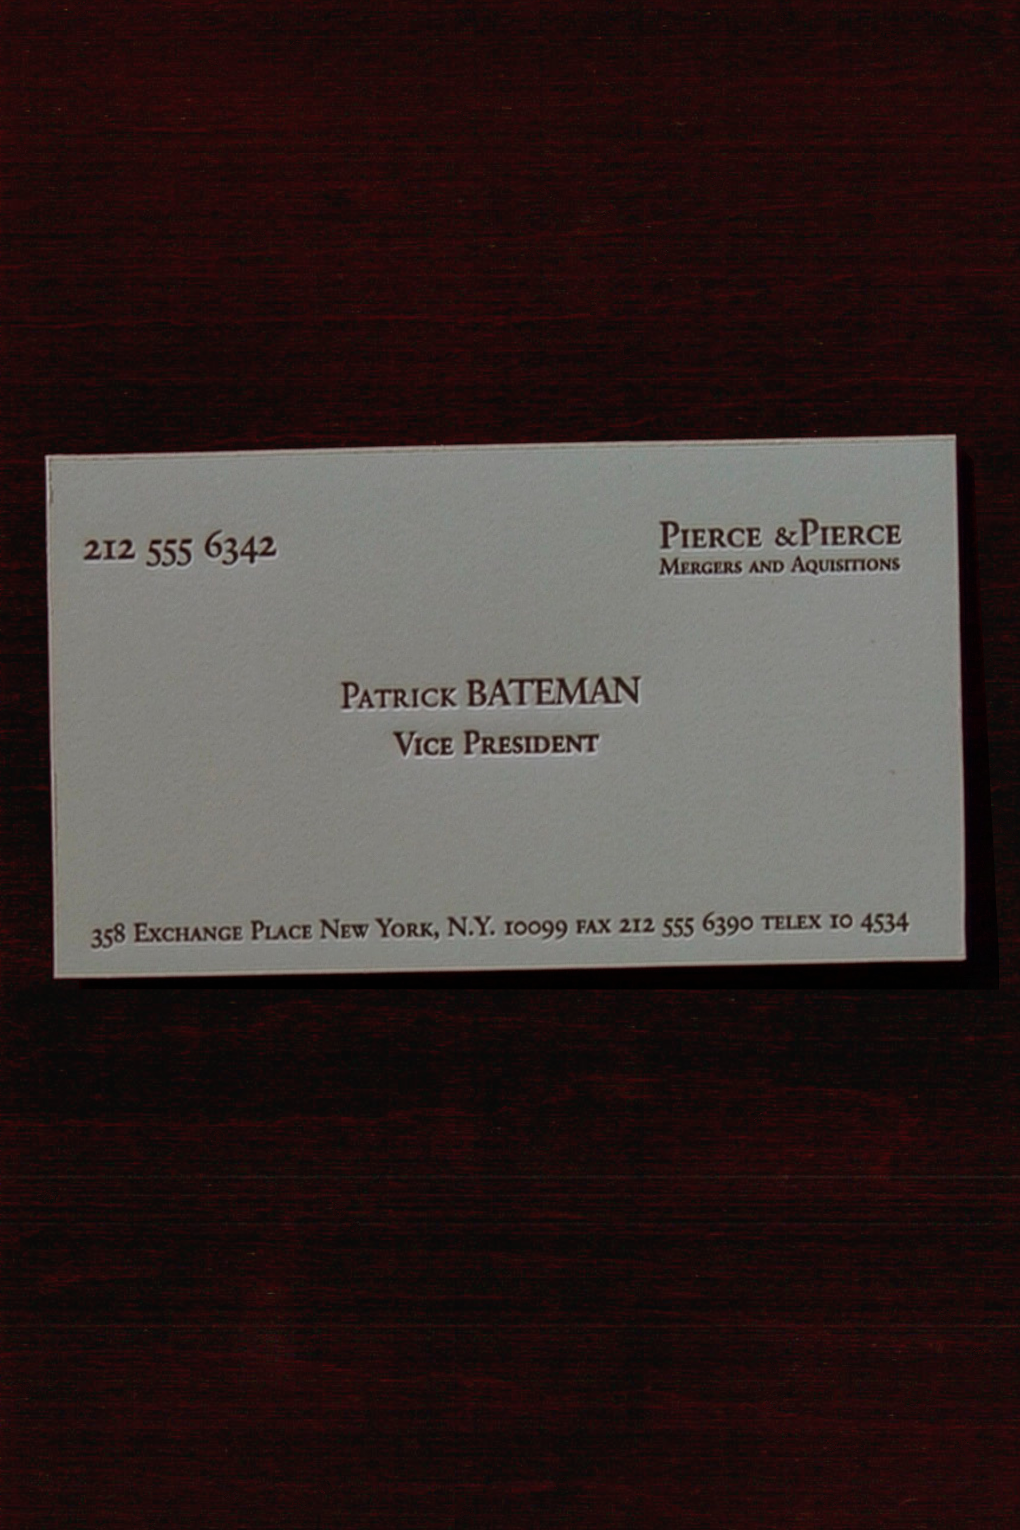 212 555 6342
Pierce &Pierce
Mergers and Aquisitions
Patrick BATEMAN
Vice President
358 Exchange Place New York, N.Y. 10099 fax 212 555 6390 telex 10 4534